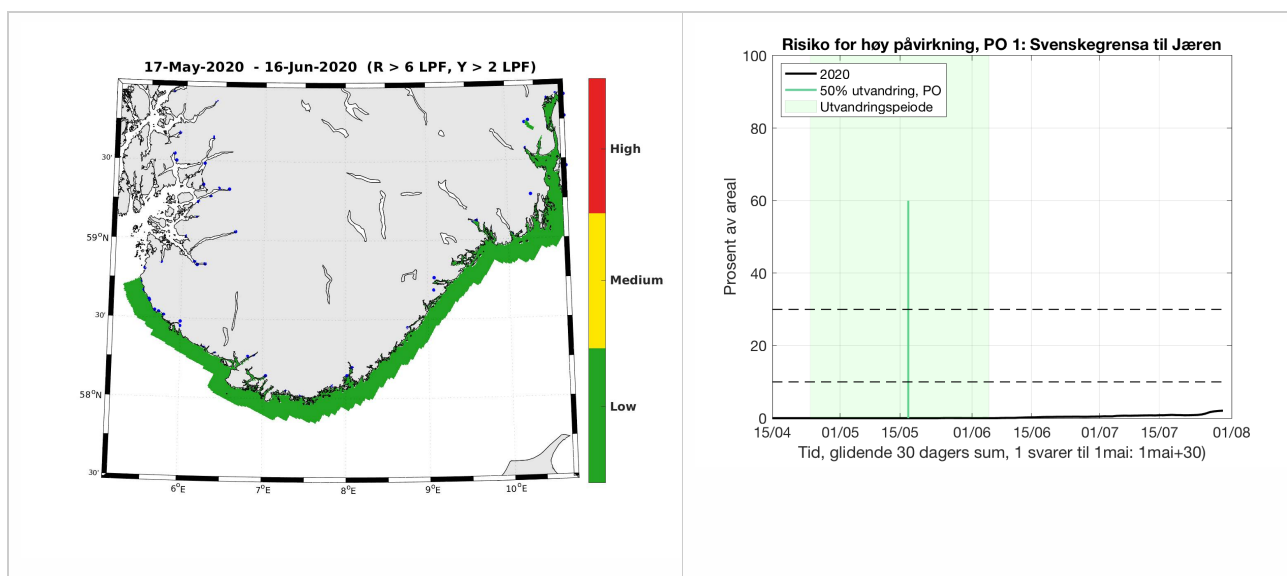 17-May-2020 - 16-Jun-2020 (R > 6 LPF, Y > 2 LPF)
30'
59°N
30'
58°N
30'
6°E
7°E
8°E
9°E
10°E
High
Medium
Low
Risiko for høy påvirkning, PO 1: Svenskegrensa til Jæren
2020
50% utvandring, PO
Utvandringspeiode
Prosent av areal
100
80
60
40
20
0
15/04
01/05
15/05
01/06
15/06
01/07
15/07
01/08
Tid, glidende 30 dagers sum, 1 svarer til 1mai: 1mai+30)